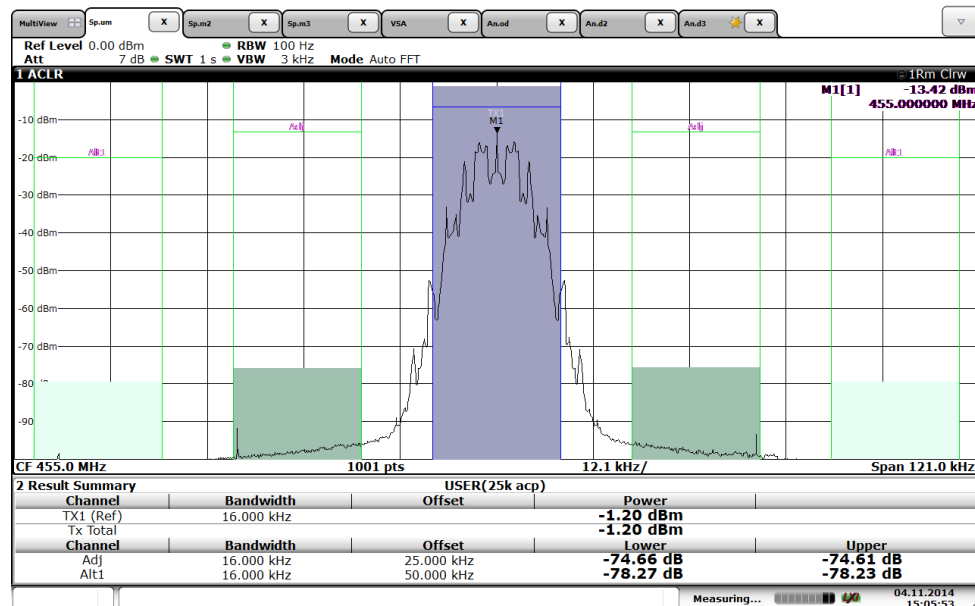 MultiView Sp.um X Sp.m2 X Sp.m3 X VSA X An.od X An.d2 X An.d3 X
Ref Level 0.00 dBm RBW 100 Hz
Att 7 dB SWT 1 s VBW 3 kHz Mode Auto FFT
1 ACLR 1Rm Clrw
M1[1] -13.42 dBm
455.000000 MHz
TX1
M1
-10 dBm
Adj Adj
Alt1 Alt1
-20 dBm
-30 dBm
-40 dBm
-50 dBm
-60 dBm
-70 dBm
-80
-90
CF 455.0 MHz 1001 pts 12.1 kHz/ Span 121.0 kHz
2 Result Summary USER(25k acp)
Channel Bandwidth Offset Power
TX1 (Ref) 16.000 kHz -1.20 dBm
Tx Total -1.20 dBm
Channel Bandwidth Offset Lower Upper
Adj 16.000 kHz 25.000 kHz -74.66 dB -74.61 dB
Alt1 16.000 kHz 50.000 kHz -78.27 dB -78.23 dB
Measuring... LXI 04.11.2014
15:05:53